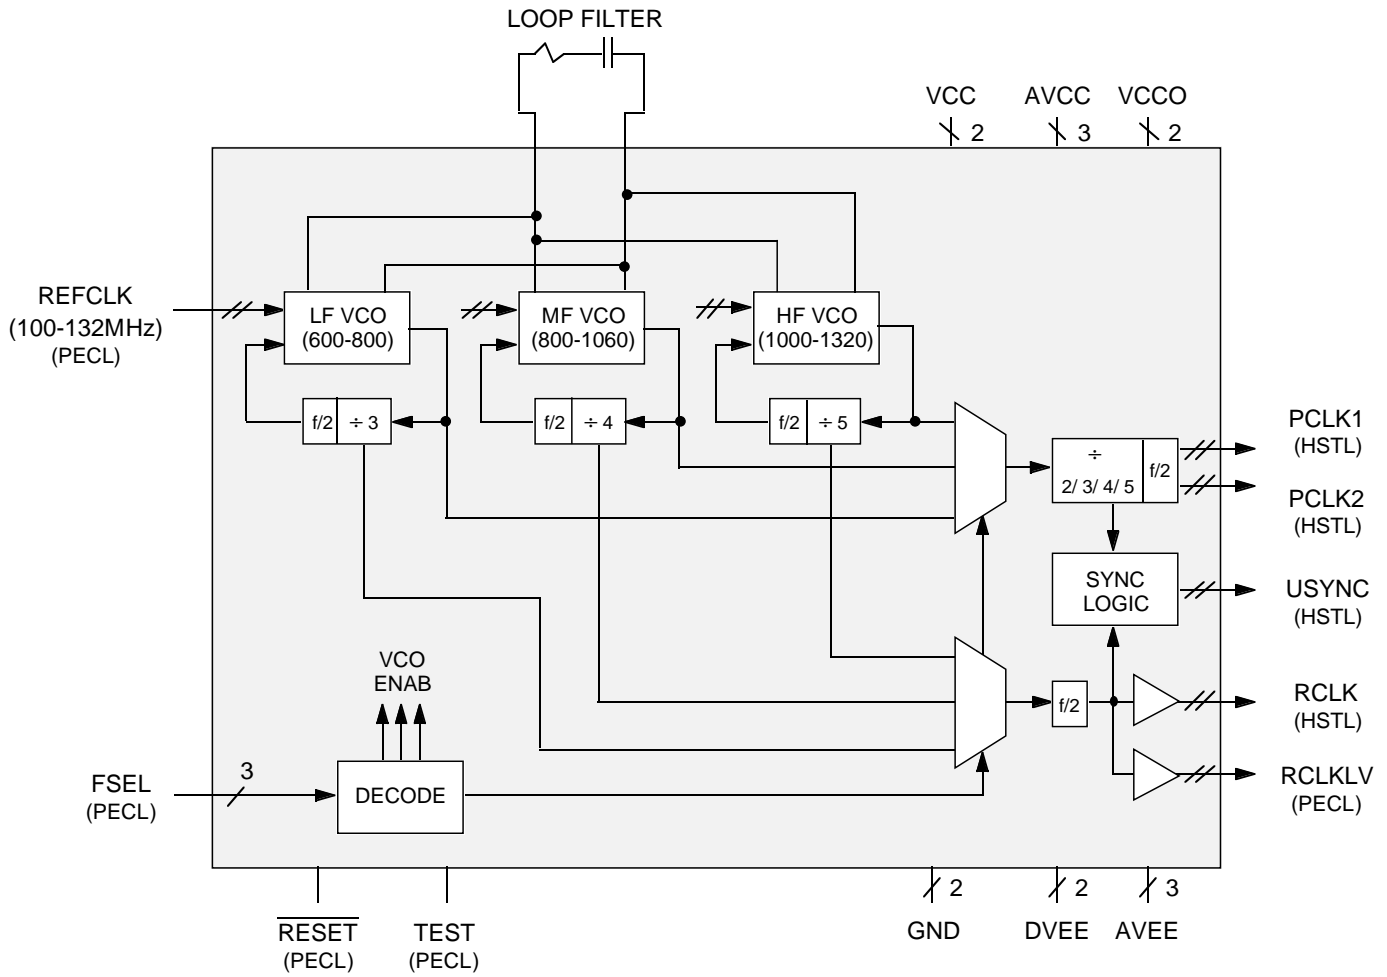 LOOP FILTER
VCC
AVCC
VCCO
2
3
2
REFCLK
(100-132MHz)
(PECL)
LF VCO
(600-800)
MF VCO
(800-1060)
HF VCO
(1000-1320)
f/2
÷ 3
f/2
÷ 4
f/2
÷ 5
÷
2/ 3/ 4/ 5
f/2
PCLK1
(HSTL)
PCLK2
(HSTL)
SYNC
LOGIC
USYNC
(HSTL)
VCO
ENAB
f/2
RCLK
(HSTL)
FSEL
(PECL)
3
DECODE
RCLKLV
(PECL)
2
2
3
RESET
(PECL)
TEST
(PECL)
GND
DVEE
AVEE